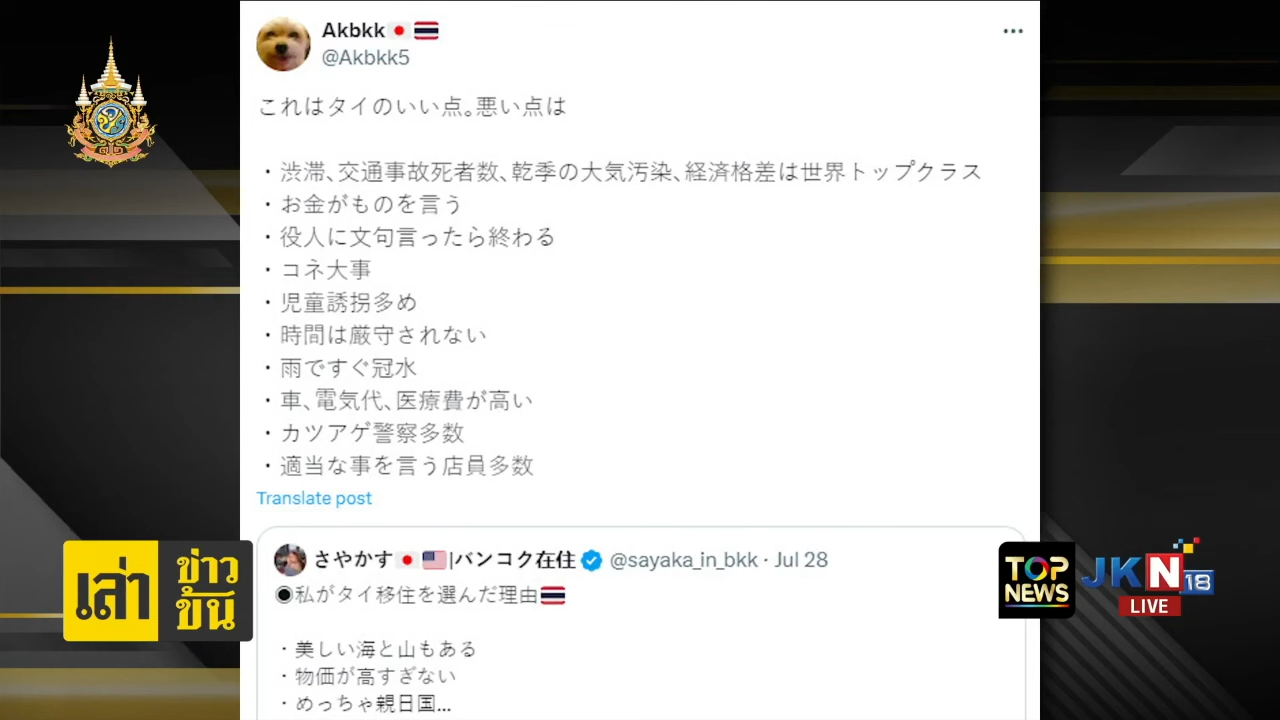 Akbkk🇯🇵🇹🇭
@Akbkk5
これはタイのいい点。悪い点は
・渋滞、交通事故死者数、乾季の大気汚染、経済格差は世界トップクラス
・お金がものを言う
・役人に文句言ったら終わる
・コネ大事
・児童誘拐多め
・時間は厳守されない
・雨ですぐ冠水
・車、電気代、医療費が高い
・カツアゲ警察多数
・適当な事を言う店員多数
Translate post
さやかす🇯🇵🇺🇸|バンコク在住 @sayaka_in_bkk · Jul 28
◉私がタイ移住を選んだ理由🇹🇭
・美しい海と山もある
・物価が高すぎない
・めっちゃ親日国...
เล่า
ข่าว
ข้น
TOP
NEWS
JKN18
LIVE